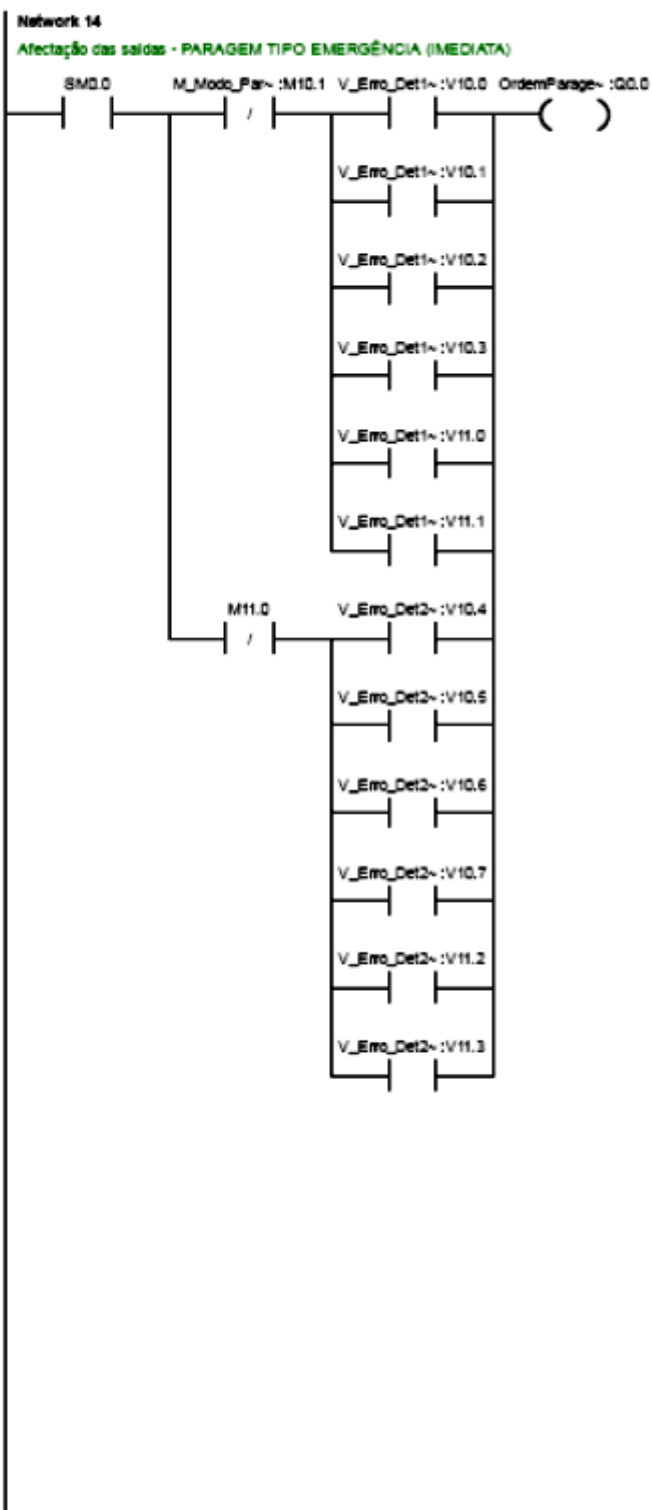 Network 14
Afectação das saídas - PARAGEM TIPO EMERGÊNCIA (IMEDIATA)
SM0.0 M_Modo_Par~ :M10.1 V_Erro_Det1~ :V10.0 OrdemParage~ :Q0.0
/
V_Erro_Det1~ :V10.1
V_Erro_Det1~ :V10.2
V_Erro_Det1~ :V10.3
V_Erro_Det1~ :V11.0
V_Erro_Det1~ :V11.1
M11.0 V_Erro_Det2~ :V10.4
/
V_Erro_Det2~ :V10.5
V_Erro_Det2~ :V10.6
V_Erro_Det2~ :V10.7
V_Erro_Det2~ :V11.2
V_Erro_Det2~ :V11.3